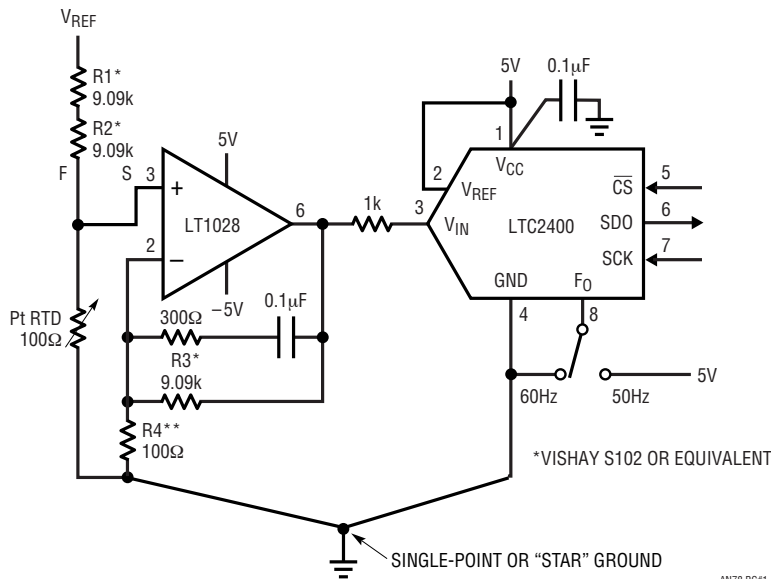 VREF
R1*
9.09k
R2*
9.09k
F
S
3
+
5V
LT1028
2
−
−5V
6
1k
Pt RTD
100Ω
300Ω
0.1μF
R3*
9.09k
R4**
100Ω
5V
0.1μF
1
VCC
2
VREF
3
VIN
LTC2400
CS
5
SDO
6
SCK
7
GND
FO
4
8
60Hz
50Hz
5V
*VISHAY S102 OR EQUIVALENT
SINGLE-POINT OR “STAR” GROUND